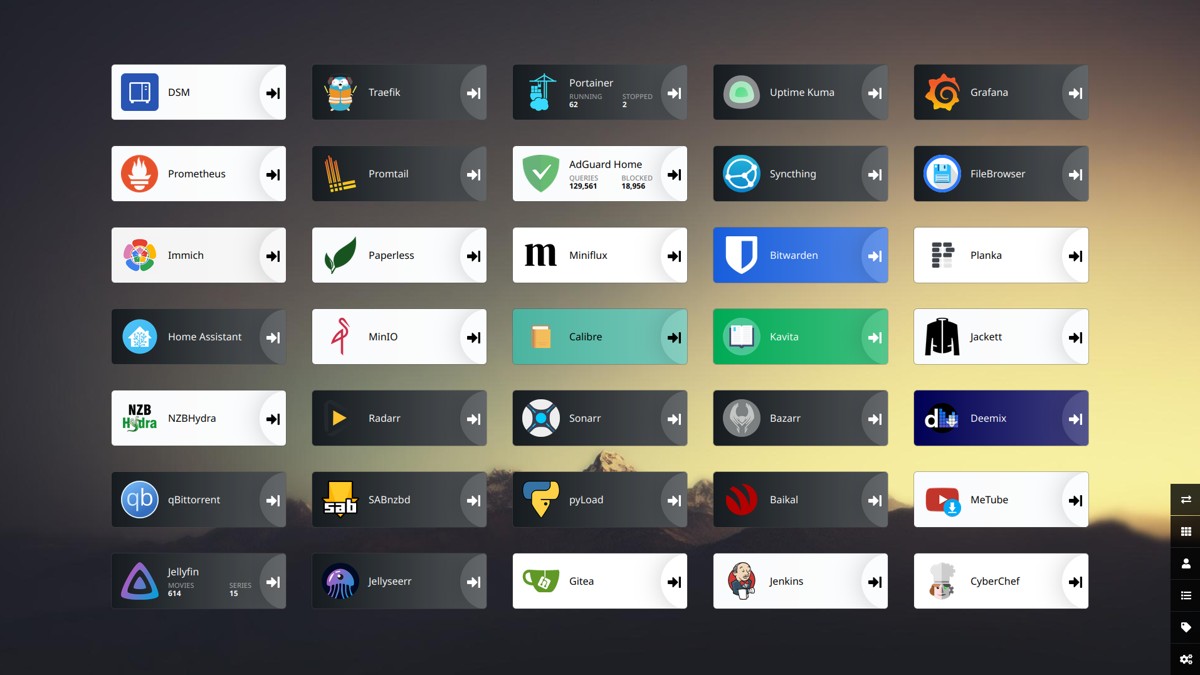 DSM
Traefik
Portainer
RUNNING STOPPED
62 2
Uptime Kuma
Grafana
Prometheus
Promtail
AdGuard Home
QUERIES BLOCKED
129,561 18,956
Syncthing
FileBrowser
Immich
Paperless
m Miniflux
Bitwarden
Planka
Home Assistant
MinIO
Calibre
Kavita
Jackett
NZB
Hydra
NZBHydra
Radarr
Sonarr
Bazarr
d
Deemix
qb qBittorrent
sab SABnzbd
pyLoad
Baikal
MeTube
Jellyfin
MOVIES SERIES
614 15
Jellyseerr
Gitea
Jenkins
CyberChef